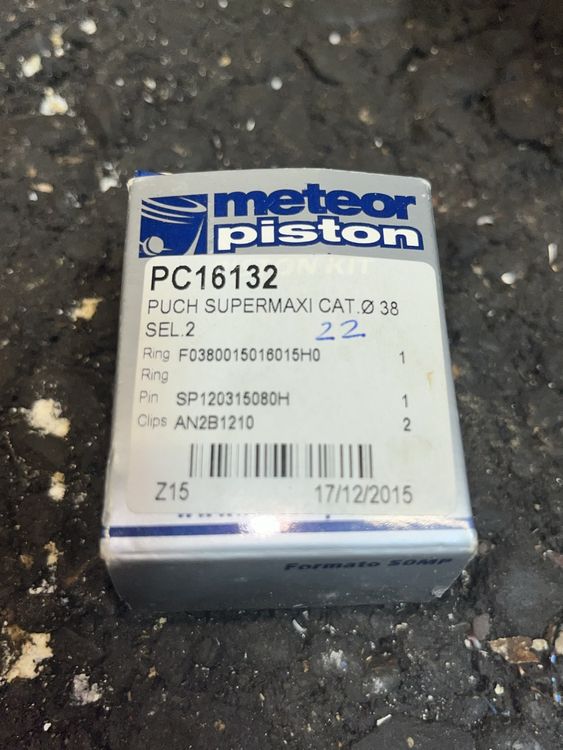 meteor
piston
PC16132
PUCH SUPERMAXI CAT.Ø 38
SEL.2 22
Ring F0380015016015H0 1
Ring
Pin SP120315080H 1
Clips AN2B1210 2
Z15 17/12/2015
Formato 50MP